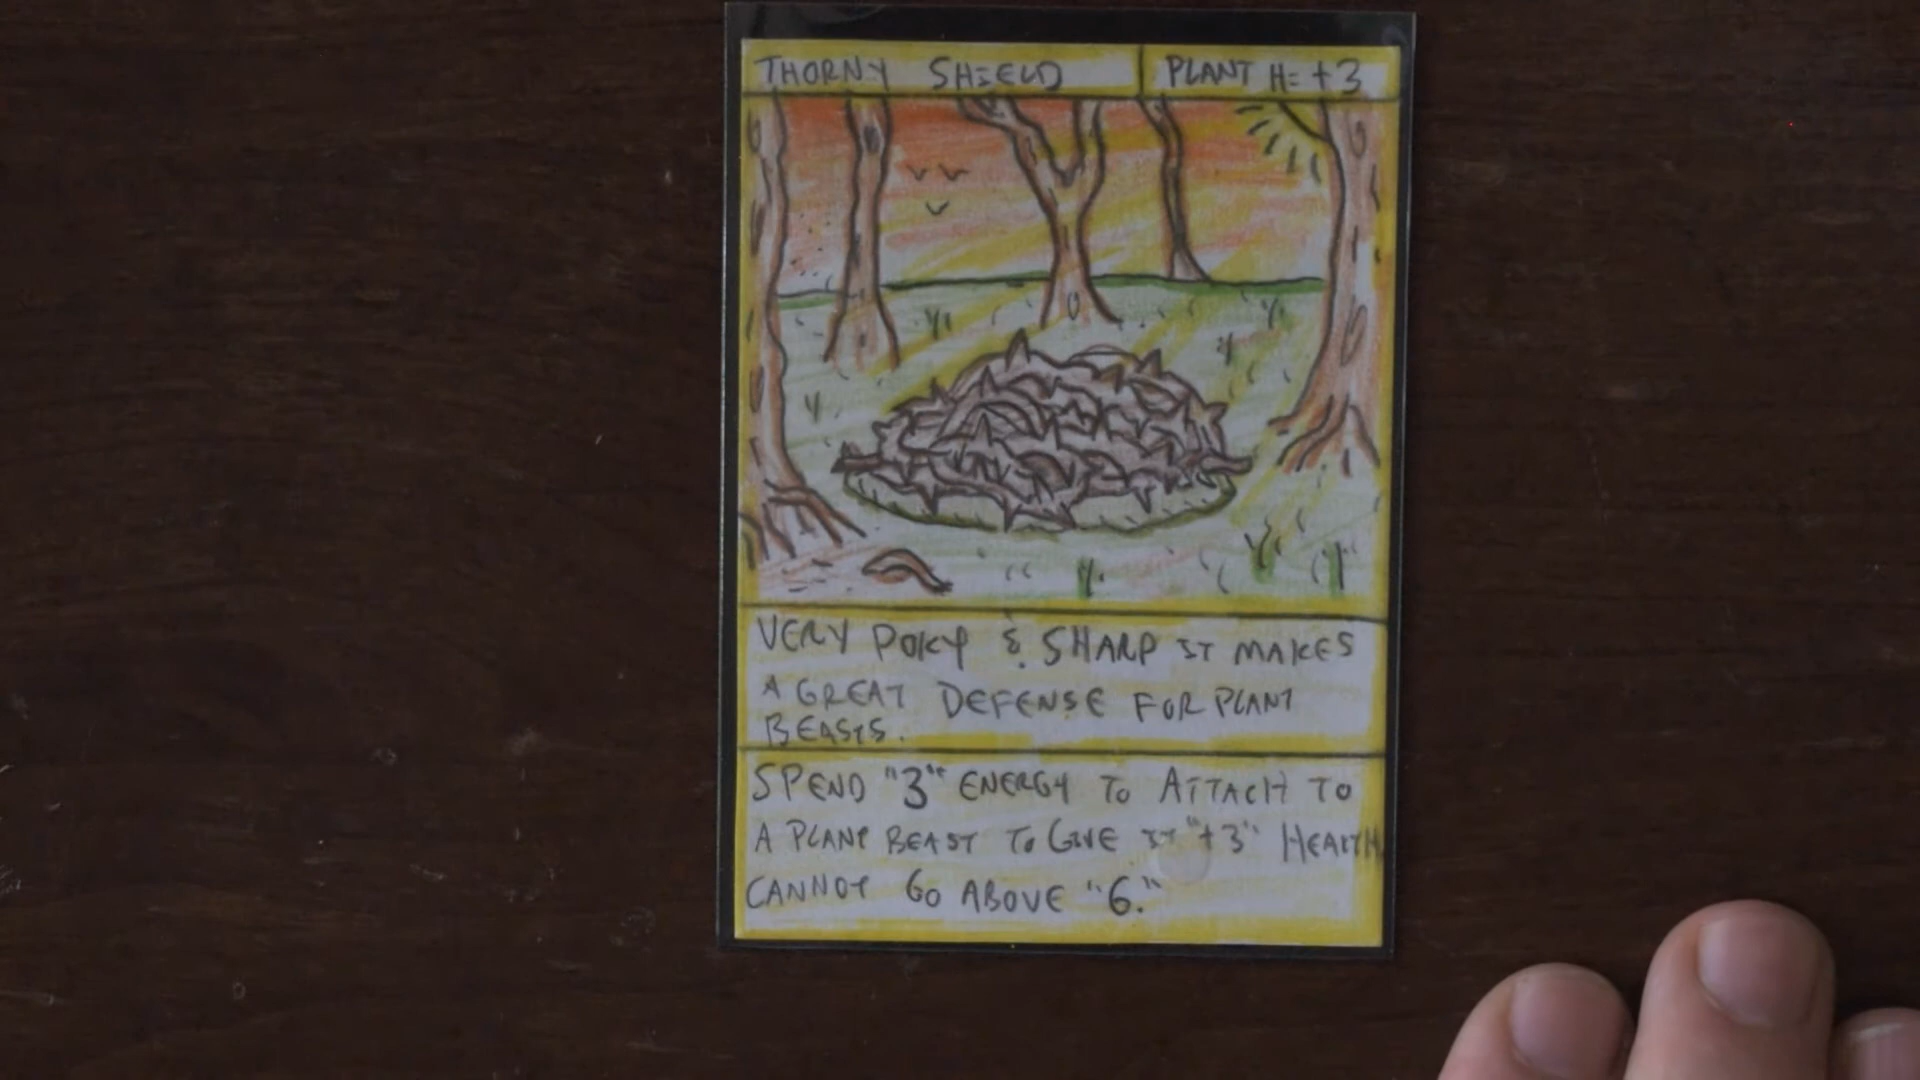 THORNY SHIELD
PLANT H: +3
VERY POKY & SHARP IT MAKES
A GREAT DEFENSE FOR PLANT
BEASTS.
SPEND "3" ENERGY TO ATTACH TO
A PLANT BEAST TO GIVE IT "+3" HEALTH
CANNOT GO ABOVE "6."